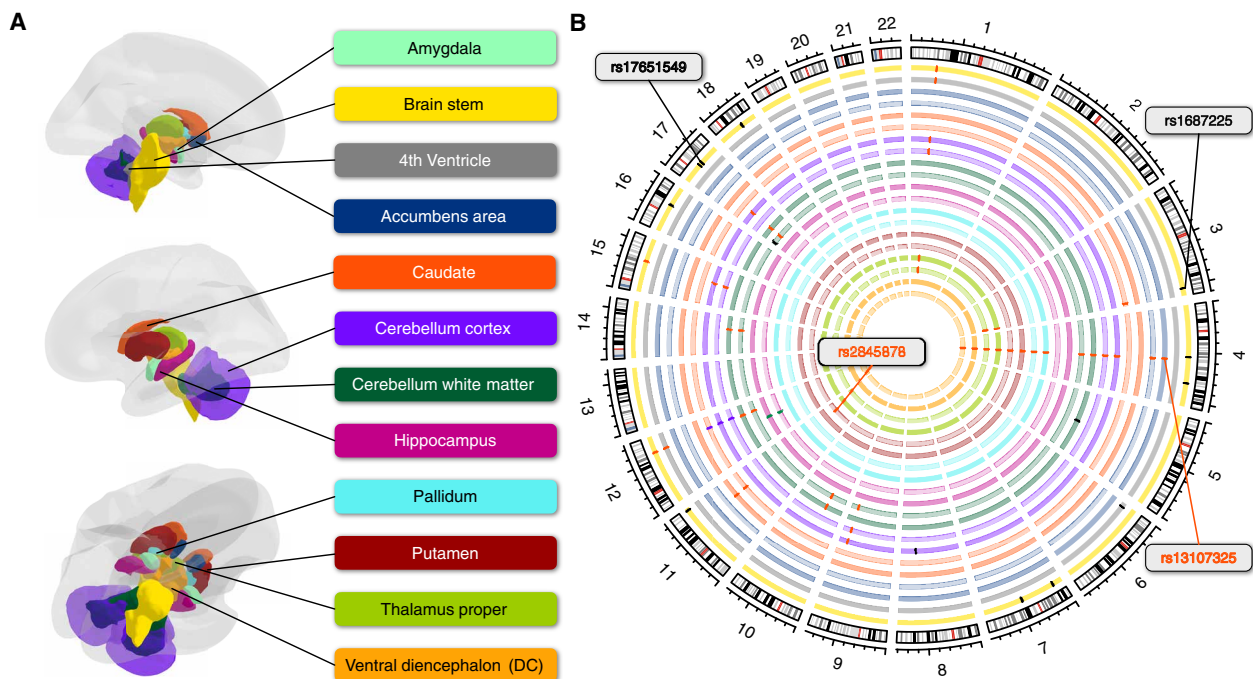 A
Amygdala
Brain stem
4th Ventricle
Accumbens area
Caudate
Cerebellum cortex
Cerebellum white matter
Hippocampus
Pallidum
Putamen
Thalamus proper
Ventral diencephalon (DC)
B
rs17651549
rs1687225
rs2845878
rs13107325
1
2
3
4
5
6
7
8
9
10
11
12
13
14
15
16
17
18
19
20
21
22